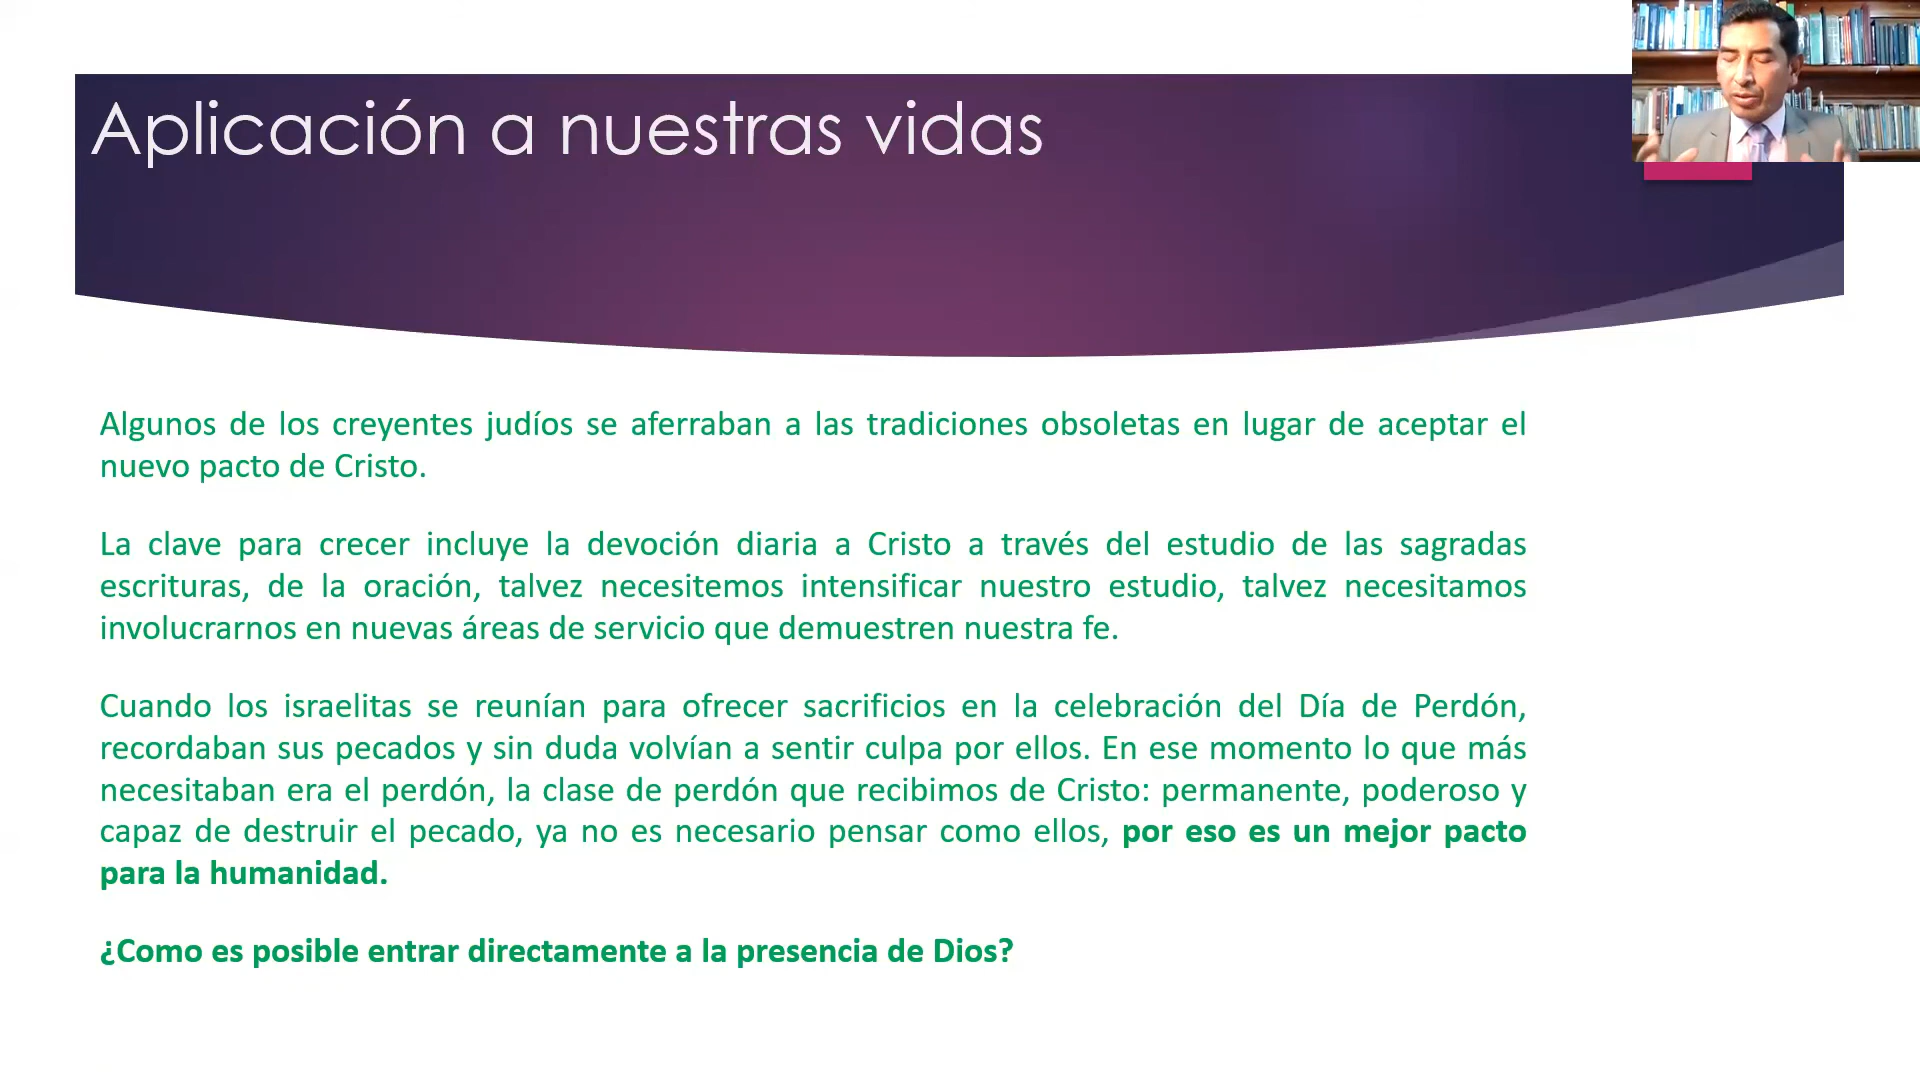 Aplicación a nuestras vidas
Algunos de los creyentes judíos se aferraban a las tradiciones obsoletas en lugar de aceptar el
nuevo pacto de Cristo.
La clave para crecer incluye la devoción diaria a Cristo a través del estudio de las sagradas
escrituras, de la oración, talvez necesitemos intensificar nuestro estudio, talvez necesitamos
involucrarnos en nuevas áreas de servicio que demuestren nuestra fe.
Cuando los israelitas se reunían para ofrecer sacrificios en la celebración del Día de Perdón,
recordaban sus pecados y sin duda volvían a sentir culpa por ellos. En ese momento lo que más
necesitaban era el perdón, la clase de perdón que recibimos de Cristo: permanente, poderoso y
capaz de destruir el pecado, ya no es necesario pensar como ellos, por eso es un mejor pacto
para la humanidad.
¿Como es posible entrar directamente a la presencia de Dios?